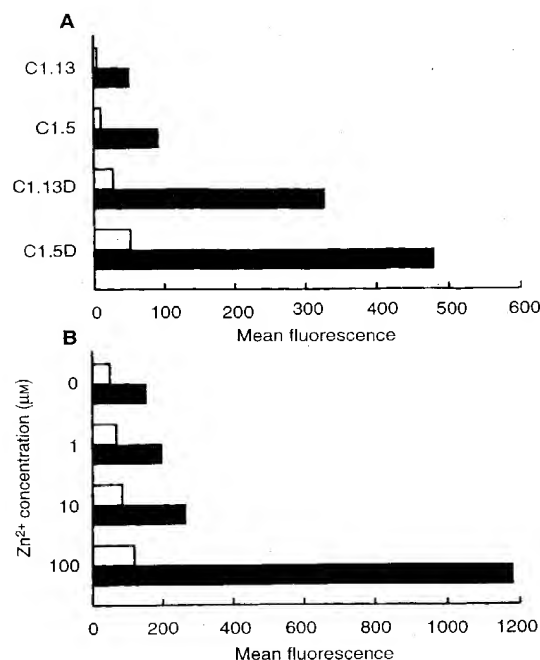 A
C1.13
C1.5
C1.13D
C1.5D
0 100 200 300 400 500 600
Mean fluorescence
B
Zn2+ concentration (µM)
0
1
10
100
0 200 400 600 800 1000 1200
Mean fluorescence